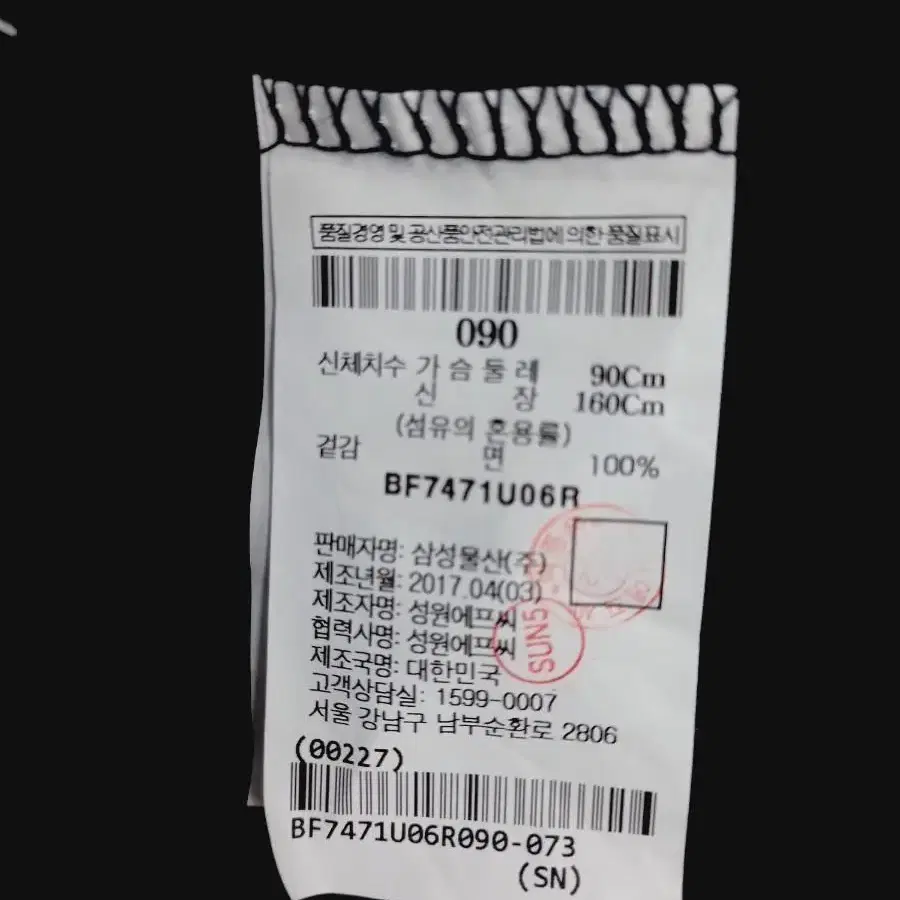 품질경영 및 공산품안전관리법에 의한 품질표시
090
신체치수 가슴둘레 90Cm
신장 160Cm
(섬유의 혼용률)
겉감 면 100%
BF7471U06R
판매자명: 삼성물산(주)
제조년월: 2017.04(03)
제조자명: 성원에프씨
협력사명: 성원에프씨
SUN5
제조국명: 대한민국
고객상담실: 1599-0007
서울 강남구 남부순환로 2806
(00227)
BF7471U06R090-073
(SN)